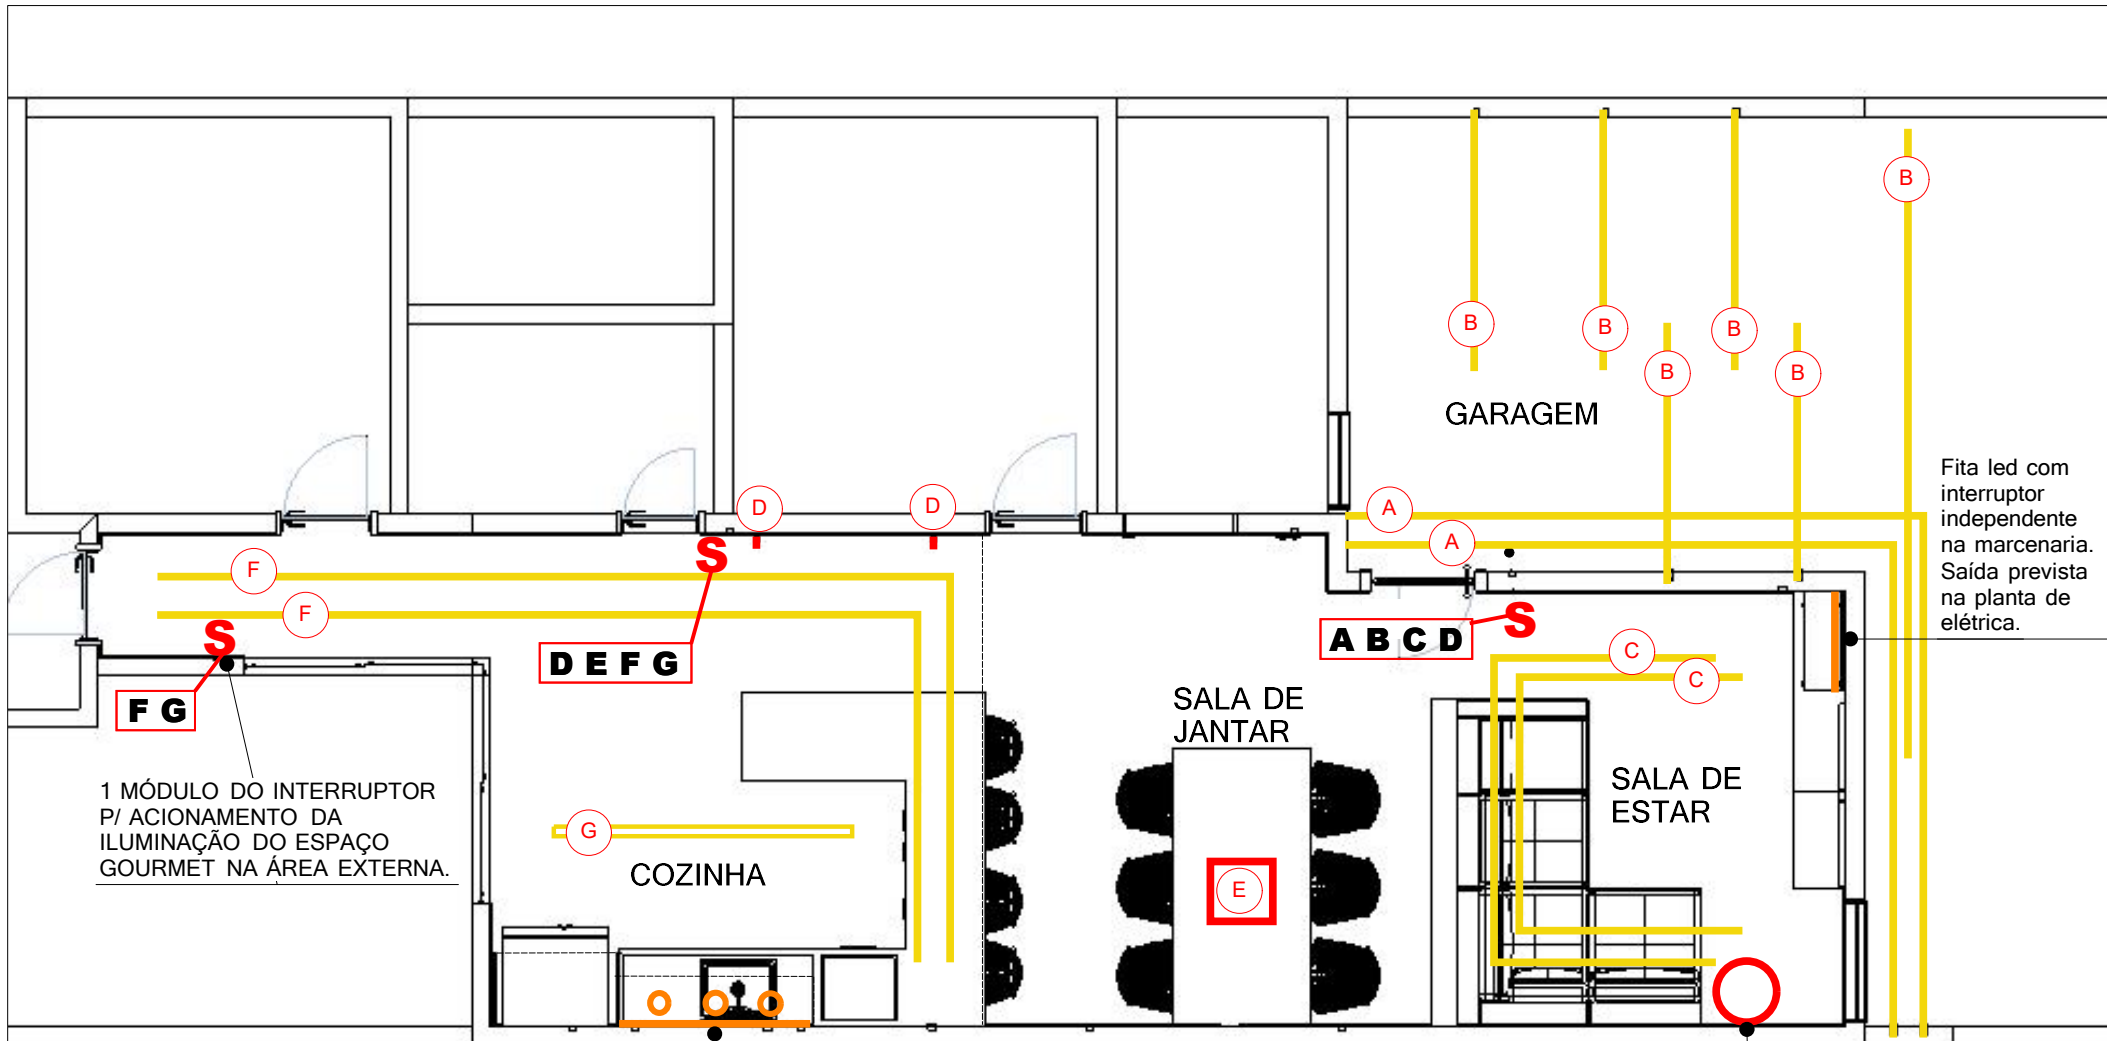 B
B
B
B
B
B
GARAGEM
Fita led com
interruptor
independente
na marcenaria.
Saída prevista
na planta de
elétrica.
D
D
A
A
S
F
F
S
S
A B C D
D E F G
C
C
F G
SALA DE
JANTAR
SALA DE
ESTAR
1 MÓDULO DO INTERRUPTOR
P/ ACIONAMENTO DA
ILUMINAÇÃO DO ESPAÇO
GOURMET NA ÁREA EXTERNA.
G
COZINHA
E